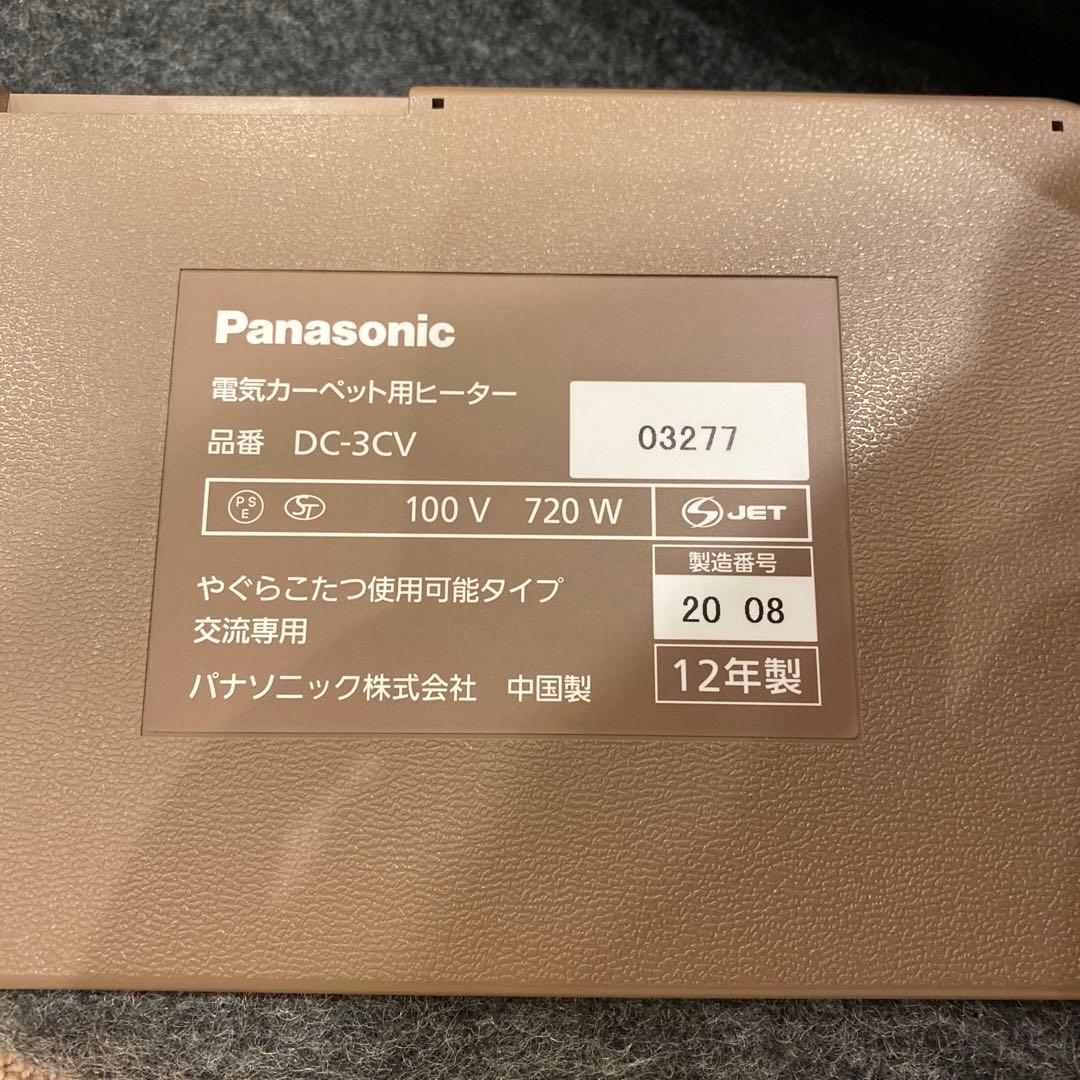 Panasonic
電気カーペット用ヒーター
品番 DC-3CV
03277
PSE ST 100 V 720 W
JET
製造番号
20 08
12年製
やぐらこたつ使用可能タイプ
交流専用
パナソニック株式会社 中国製